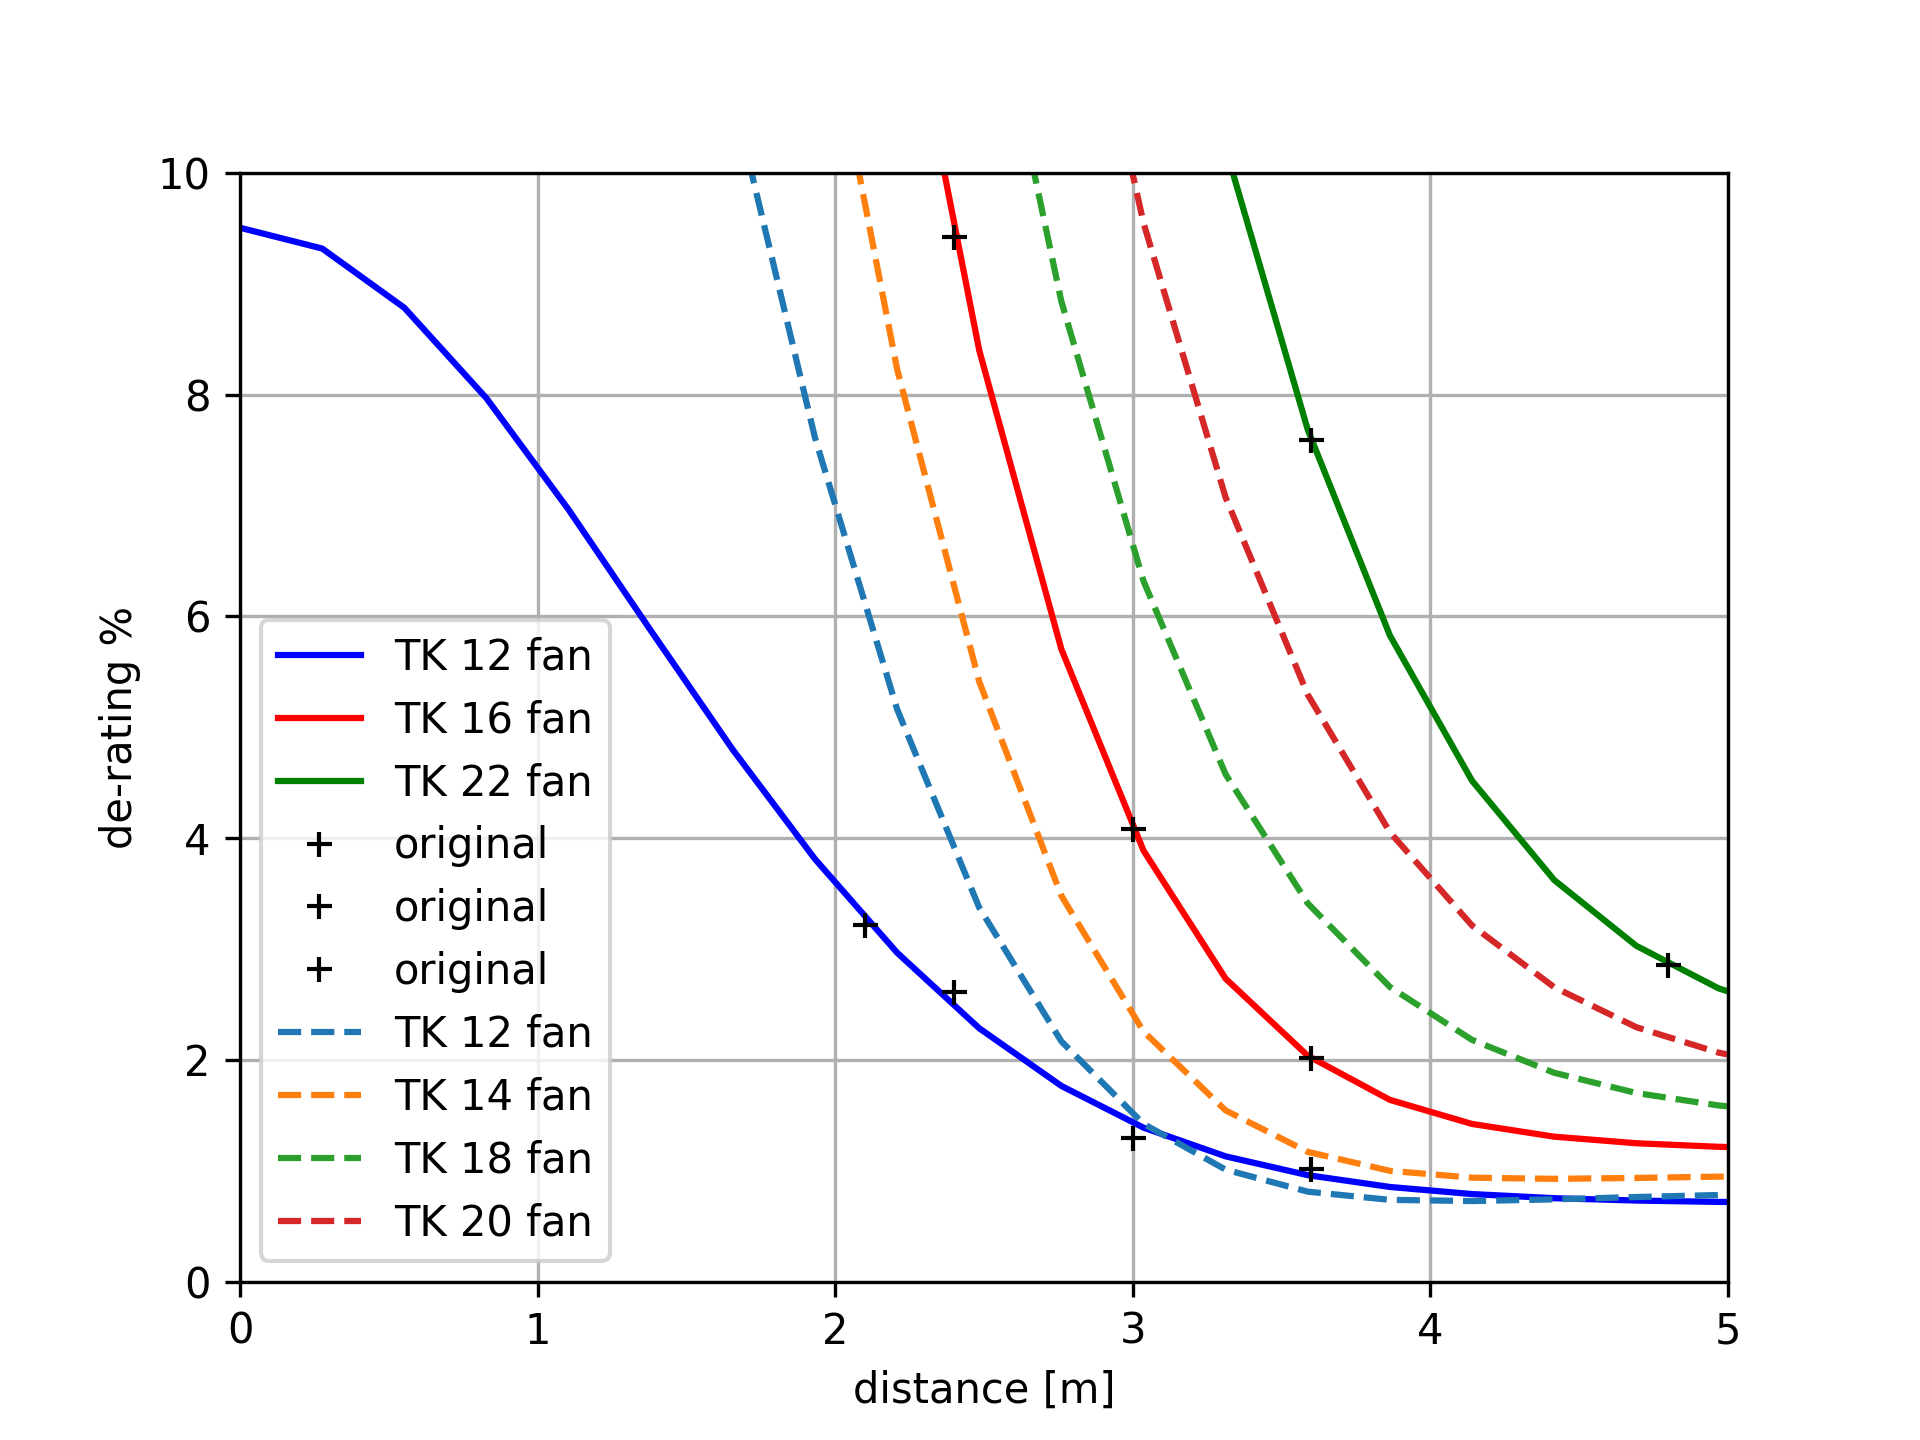 10
8
6
4
2
0
de-rating %
TK 12 fan
TK 16 fan
TK 22 fan
original
original
original
TK 12 fan
TK 14 fan
TK 18 fan
TK 20 fan
0 1 2 3 4 5
distance [m]